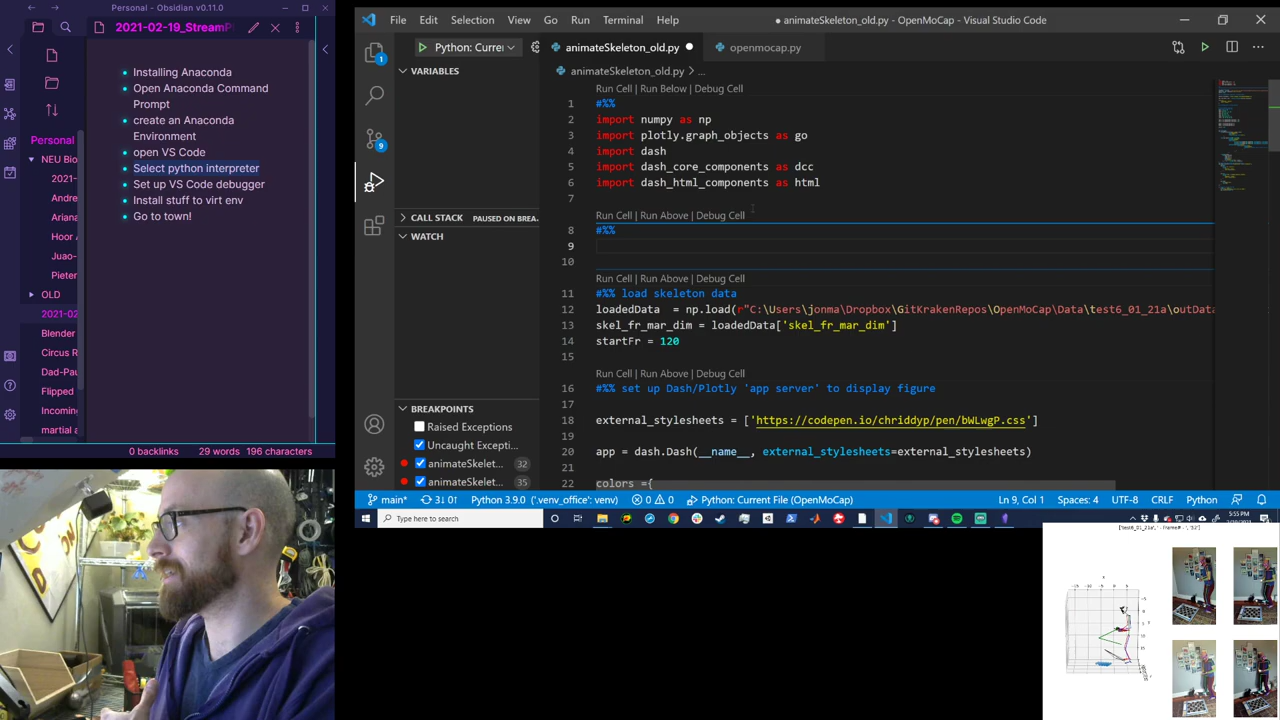 Personal - Obsidian v0.11.0
2021-02-19_StreamP
Installing Anaconda
Open Anaconda Command
Prompt
create an Anaconda
Environment
open VS Code
Select python interpreter
Set up VS Code debugger
Install stuff to virt env
Go to town!
Personal
NEU Bio
2021-
Andre
Ariana
Hoor
Juao-
Pieter
OLD
2021-02
Blender
Circus R
Dad-Pau
Flipped
Incoming
martial a
0 backlinks 29 words 196 characters
File Edit Selection View Go Run Terminal Help
● animateSkeleton_old.py - OpenMoCap - Visual Studio Code
Python: Curre
animateSkeleton_old.py ●
openmocap.py
VARIABLES
animateSkeleton_old.py > ...
Run Cell | Run Below | Debug Cell
1 #%%
2 import numpy as np
3 import plotly.graph_objects as go
4 import dash
5 import dash_core_components as dcc
6 import dash_html_components as html
7
Run Cell | Run Above | Debug Cell
8 #%%
9
10
Run Cell | Run Above | Debug Cell
11 #%% load skeleton data
12 loadedData  = np.load(r"C:\Users\jonma\Dropbox\GitKrakenRepos\OpenMoCap\Data\test6_01_21a\outData
13 skel_fr_mar_dim = loadedData['skel_fr_mar_dim']
14 startFr = 120
15
Run Cell | Run Above | Debug Cell
16 #%% set up Dash/Plotly 'app server' to display figure
17
18 external_stylesheets = ['https://codepen.io/chriddyp/pen/bWLwgP.css']
19
20 app = dash.Dash(__name__, external_stylesheets=external_stylesheets)
21
22 colors ={
CALL STACK PAUSED ON BREA
WATCH
BREAKPOINTS
Raised Exceptions
Uncaught Excepti...
animateSkelet... 32
animateSkelet... 35
1
9
main* 3↓ 0↑ Python 3.9.0 ('.venv_office': venv) 0 0 Python: Current File (OpenMoCap) Ln 9, Col 1 Spaces: 4 UTF-8 CRLF Python
Type here to search
5:55 PM